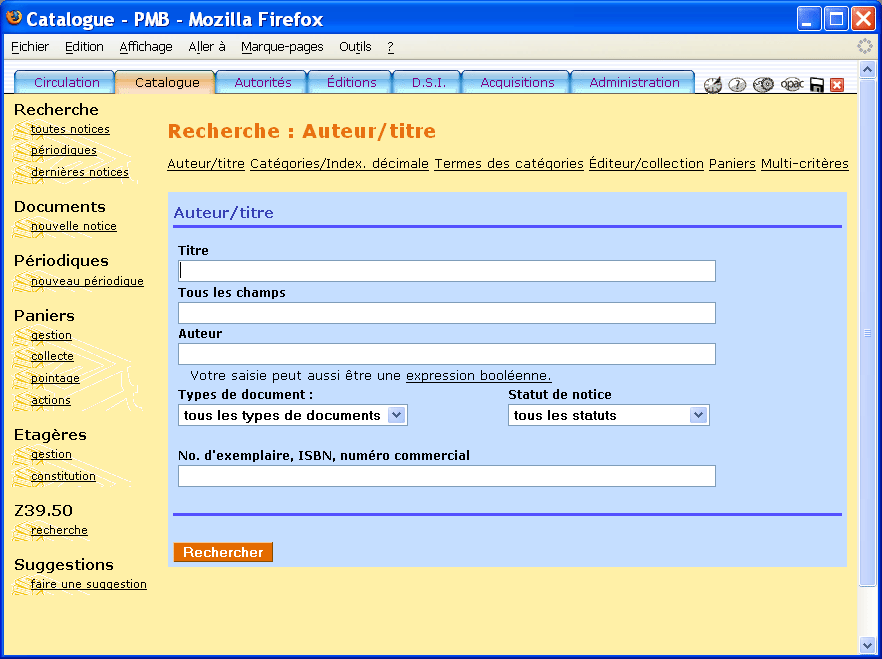 Catalogue - PMB - Mozilla Firefox
Fichier Edition Affichage Aller à Marque-pages Outils ?
Circulation Catalogue Autorités Éditions D.S.I. Acquisitions Administration ? opac
Recherche
toutes notices
périodiques
dernières notices
Documents
nouvelle notice
Périodiques
nouveau périodique
Paniers
gestion
collecte
pointage
actions
Etagères
gestion
constitution
Z39.50
recherche
Suggestions
faire une suggestion
Recherche : Auteur/titre
Auteur/titre Catégories/Index. décimale Termes des catégories Éditeur/collection Paniers Multi-critères
Auteur/titre
Titre
Tous les champs
Auteur
Votre saisie peut aussi être une expression booléenne.
Types de document : Statut de notice
tous les types de documents tous les statuts
No. d'exemplaire, ISBN, numéro commercial
Rechercher